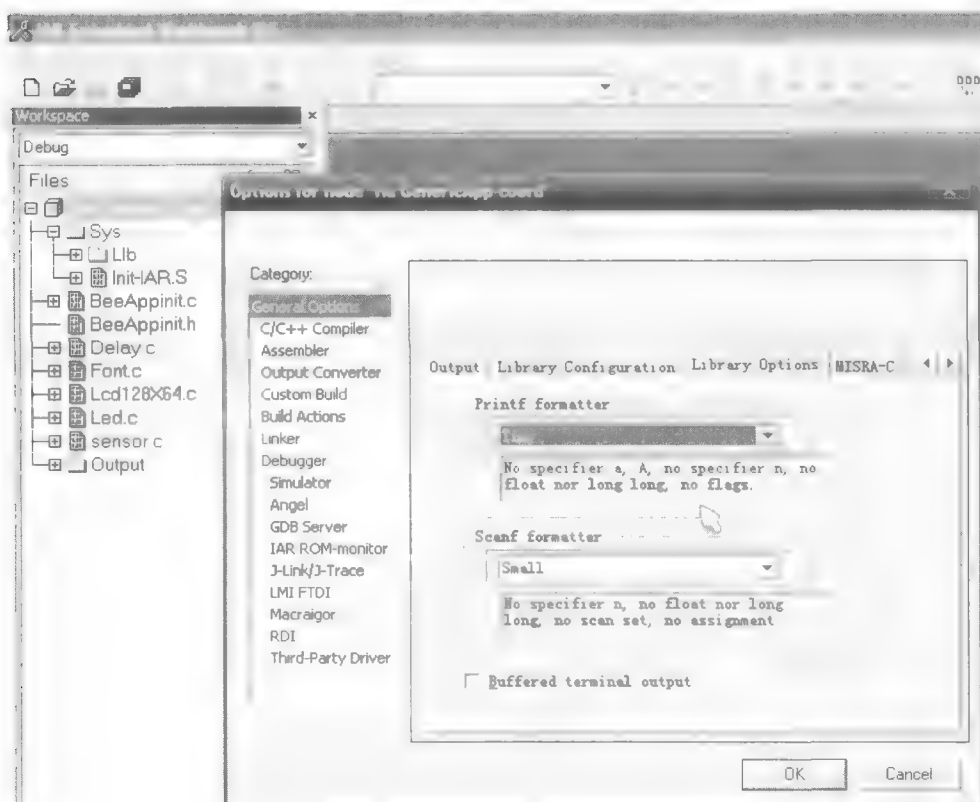 Workspace
×
Debug
Files
Options for node
Sys
LIb
Init-IAR.S
BeeAppinit.c
BeeAppinit.h
Delay c
Font.c
Lcd128X64.c
Led.c
sensor c
Output
Category:
General Options
C/C++ Compiler
Assembler
Output Converter
Custom Build
Build Actions
Linker
Debugger
Simulator
Angel
GDB Server
IAR ROM-monitor
J-Link/J-Trace
LMI FTDI
Macraigor
RDI
Third-Party Driver
Output Library Configuration Library Options MISRA-C
Printf formatter
No specifier a, A, no specifier n, no
float nor long long, no flags.
Scanf formatter
Small
No specifier n, no float nor long
long, no scan set, no assignment
Buffered terminal output
OK Cancel